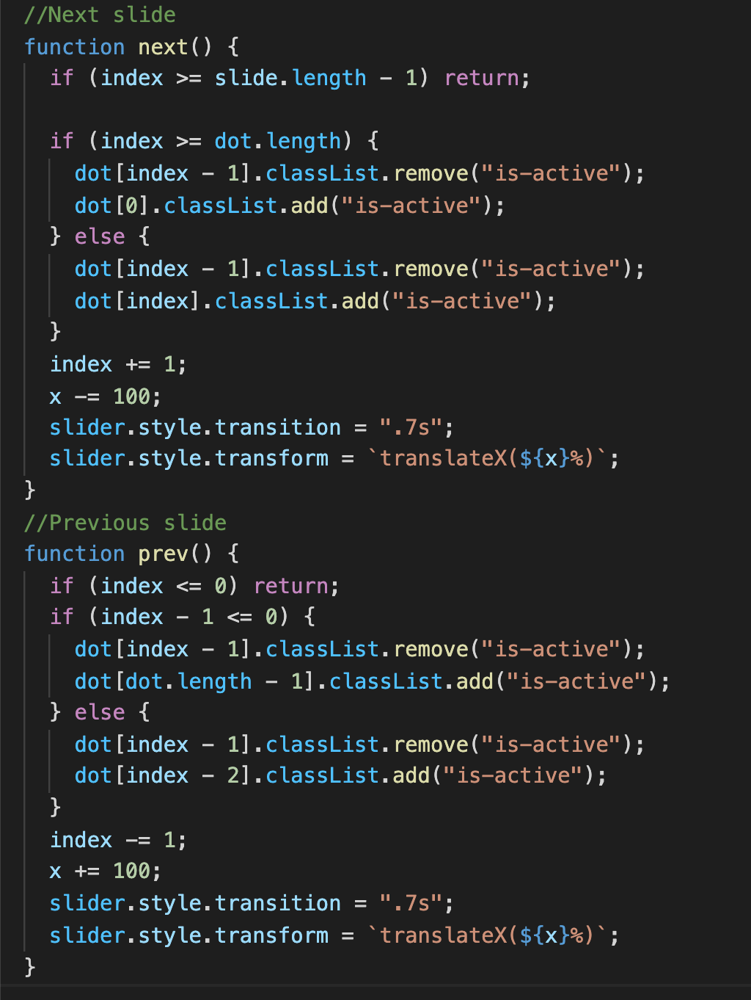 //Next slide
function next() {
  if (index >= slide.length - 1) return;

  if (index >= dot.length) {
    dot[index - 1].classList.remove("is-active");
    dot[0].classList.add("is-active");
  } else {
    dot[index - 1].classList.remove("is-active");
    dot[index].classList.add("is-active");
  }
  index += 1;
  x -= 100;
  slider.style.transition = ".7s";
  slider.style.transform = `translateX(${x}%)`;
}
//Previous slide
function prev() {
  if (index <= 0) return;
  if (index - 1 <= 0) {
    dot[index - 1].classList.remove("is-active");
    dot[dot.length - 1].classList.add("is-active");
  } else {
    dot[index - 1].classList.remove("is-active");
    dot[index - 2].classList.add("is-active");
  }
  index -= 1;
  x += 100;
  slider.style.transition = ".7s";
  slider.style.transform = `translateX(${x}%)`;
}